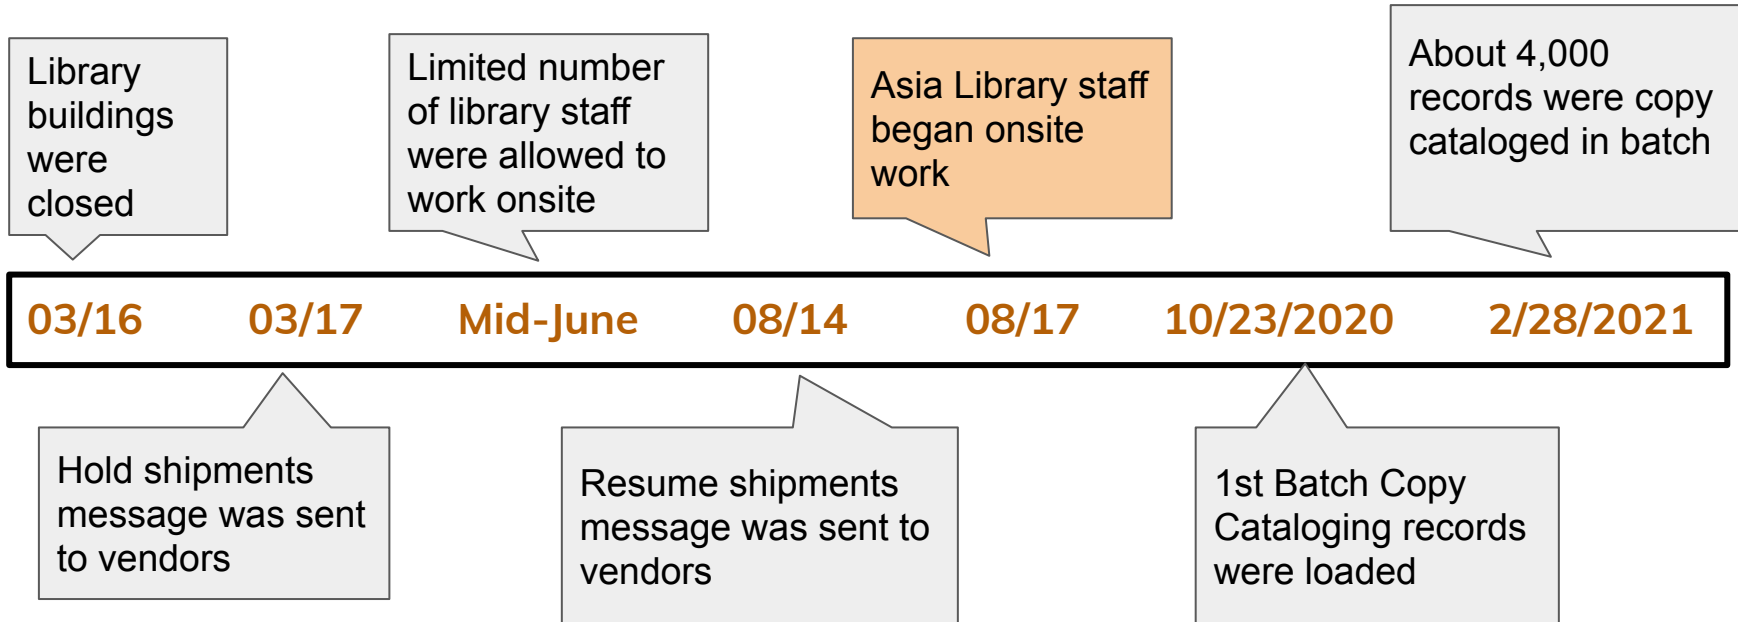 Library
buildings
were
closed
Limited number
of library staff
were allowed to
work onsite
Asia Library staff
began onsite
work
About 4,000
records were copy
cataloged in batch
03/16
03/17
Mid-June
08/14
08/17
10/23/2020
2/28/2021
Hold shipments
message was sent
to vendors
Resume shipments
message was sent to
vendors
1st Batch Copy
Cataloging records
were loaded